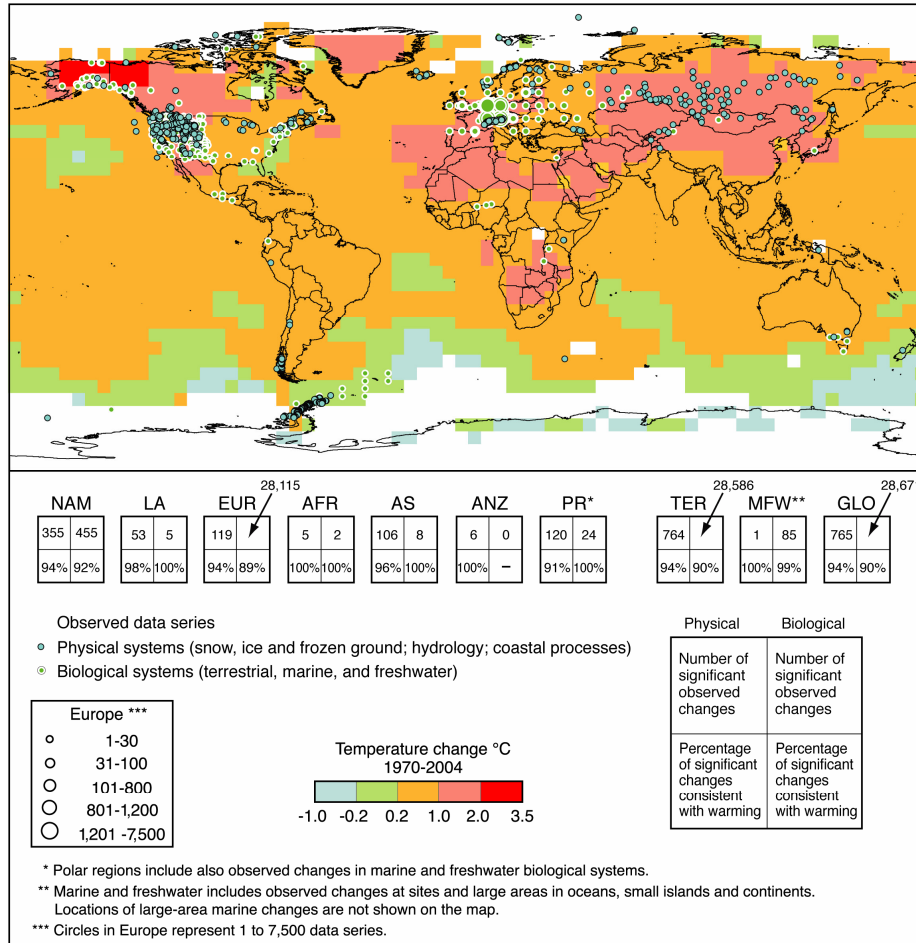 28,115
28,586
28,67
NAM LA EUR AFR AS ANZ PR* TER MFW** GLO
355 455 53 5 119 5 2 106 8 6 0 120 24 764 1 85 765
94% 92% 98% 100% 94% 89% 100% 100% 96% 100% 100% – 91% 100% 94% 90% 100% 99% 94% 90%
Observed data series
Physical systems (snow, ice and frozen ground; hydrology; coastal processes)
Biological systems (terrestrial, marine, and freshwater)
Physical Biological
Number of significant observed changes
Number of significant observed changes
Percentage of significant changes consistent with warming
Percentage of significant changes consistent with warming
Europe ***
1-30
31-100
101-800
801-1,200
1,201 -7,500
Temperature change °C
1970-2004
-1.0 -0.2 0.2 1.0 2.0 3.5
* Polar regions include also observed changes in marine and freshwater biological systems.
** Marine and freshwater includes observed changes at sites and large areas in oceans, small islands and continents.
Locations of large-area marine changes are not shown on the map.
*** Circles in Europe represent 1 to 7,500 data series.